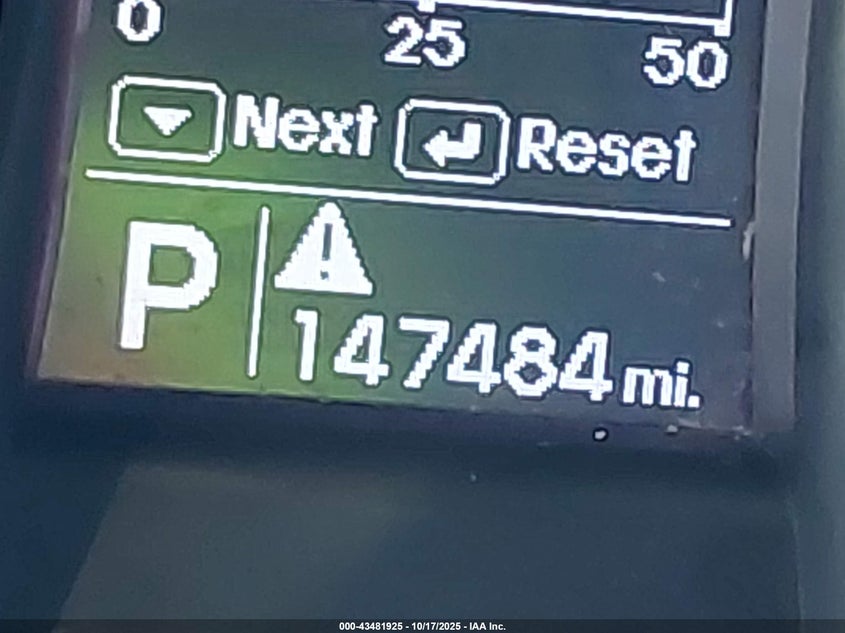 0 25 50
Next Reset
P
147484 mi.
000-43481925 - 10/17/2025 - IAA Inc.